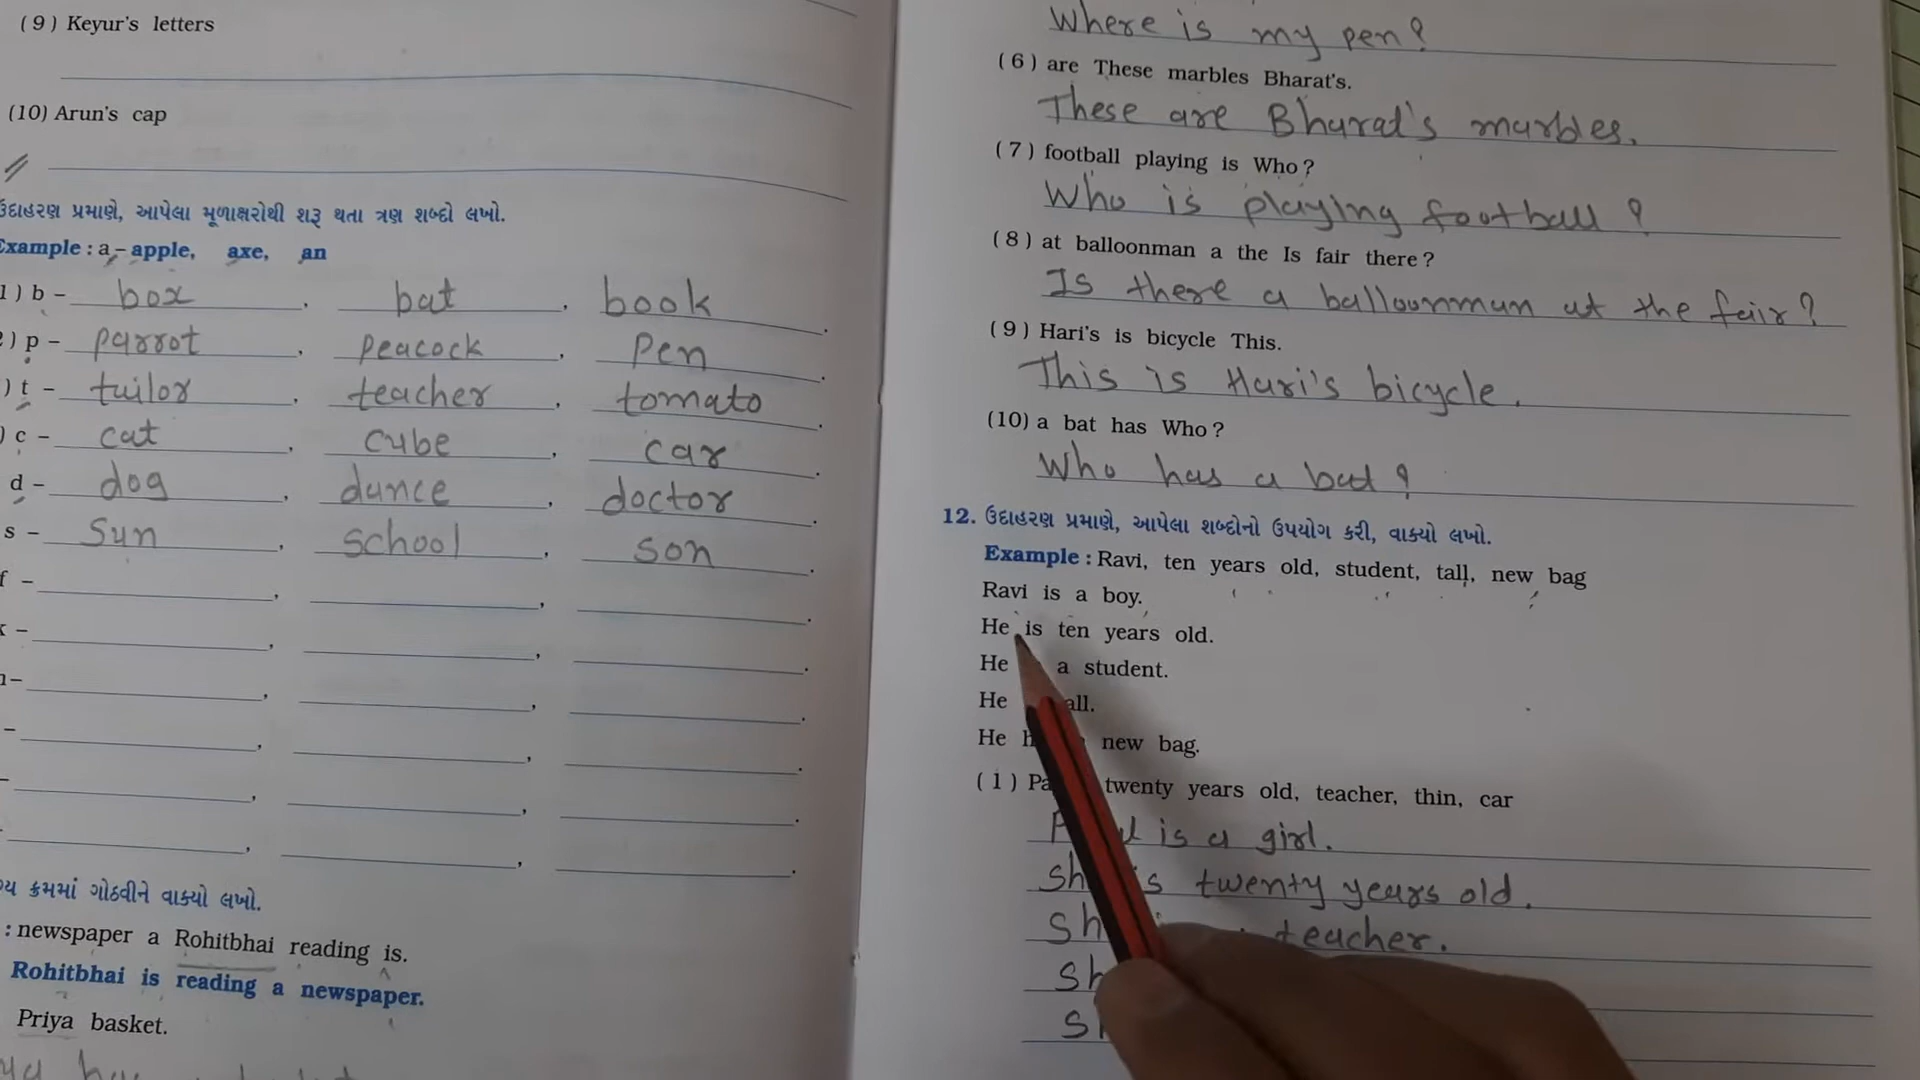 (9) Keyur's letters
(10) Arun's cap
ઉદાહરણ પ્રમાણે, આપેલા મૂળાક્ષરોથી શરૂ થતા ત્રણ શબ્દો લખો.
Example : a – apple, axe, an
1) b – box, bat, book.
) p – parrot, peacock, pen.
) t – tailor, teacher, tomato.
) c – cat, cube, car.
d – dog, dance, doctor.
s – sun, school, son.
f – , , .
– , , .
– , , .
– , , .
– , , .
, , .
ક્રમમાં ગોઠવીને વાક્યો લખો.
: newspaper a Rohitbhai reading is.
Rohitbhai is reading a newspaper.
Priya basket.
Where is my pen?
(6) are These marbles Bharat's.
These are Bharat's marbles.
(7) football playing is Who?
Who is playing football?
(8) at balloonman a the Is fair there?
Is there a balloonman at the fair?
(9) Hari's is bicycle This.
This is Hari's bicycle.
(10) a bat has Who?
Who has a bat?
12. ઉદાહરણ પ્રમાણે, આપેલા શબ્દોનો ઉપયોગ કરી, વાક્યો લખો.
Example : Ravi, ten years old, student, tall, new bag
Ravi is a boy.
He is ten years old.
He a student.
He
He new bag.
(1) twenty years old, teacher, thin, car
is a girl.
is twenty years old.
teacher.